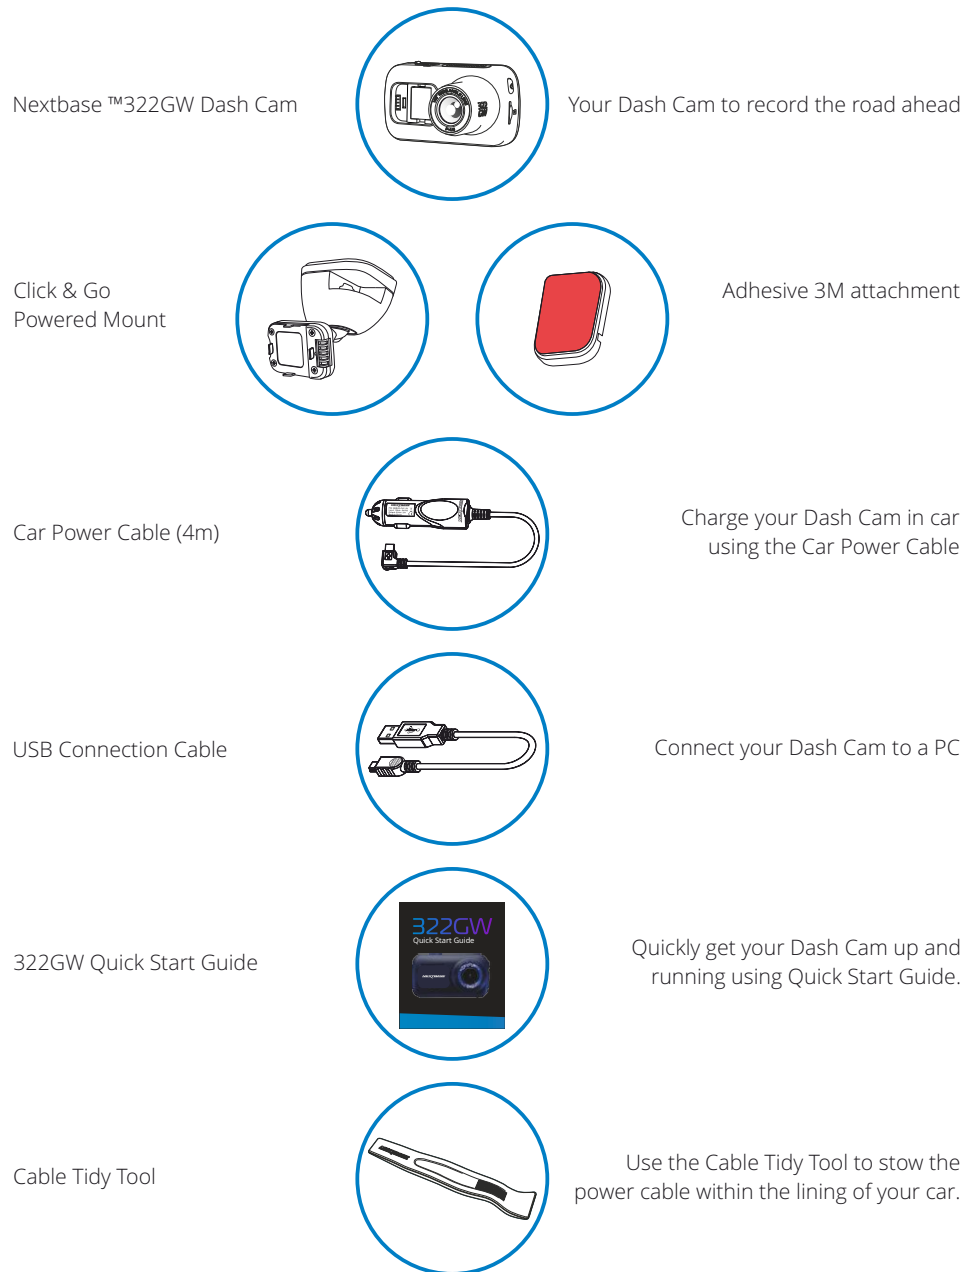 Nextbase ™322GW Dash Cam
Your Dash Cam to record the road ahead
Click & Go
Powered Mount
Adhesive 3M attachment
Car Power Cable (4m)
Charge your Dash Cam in car
using the Car Power Cable
USB Connection Cable
Connect your Dash Cam to a PC
322GW Quick Start Guide
322GW
Quick Start Guide
Quickly get your Dash Cam up and
running using Quick Start Guide.
Cable Tidy Tool
Use the Cable Tidy Tool to stow the
power cable within the lining of your car.